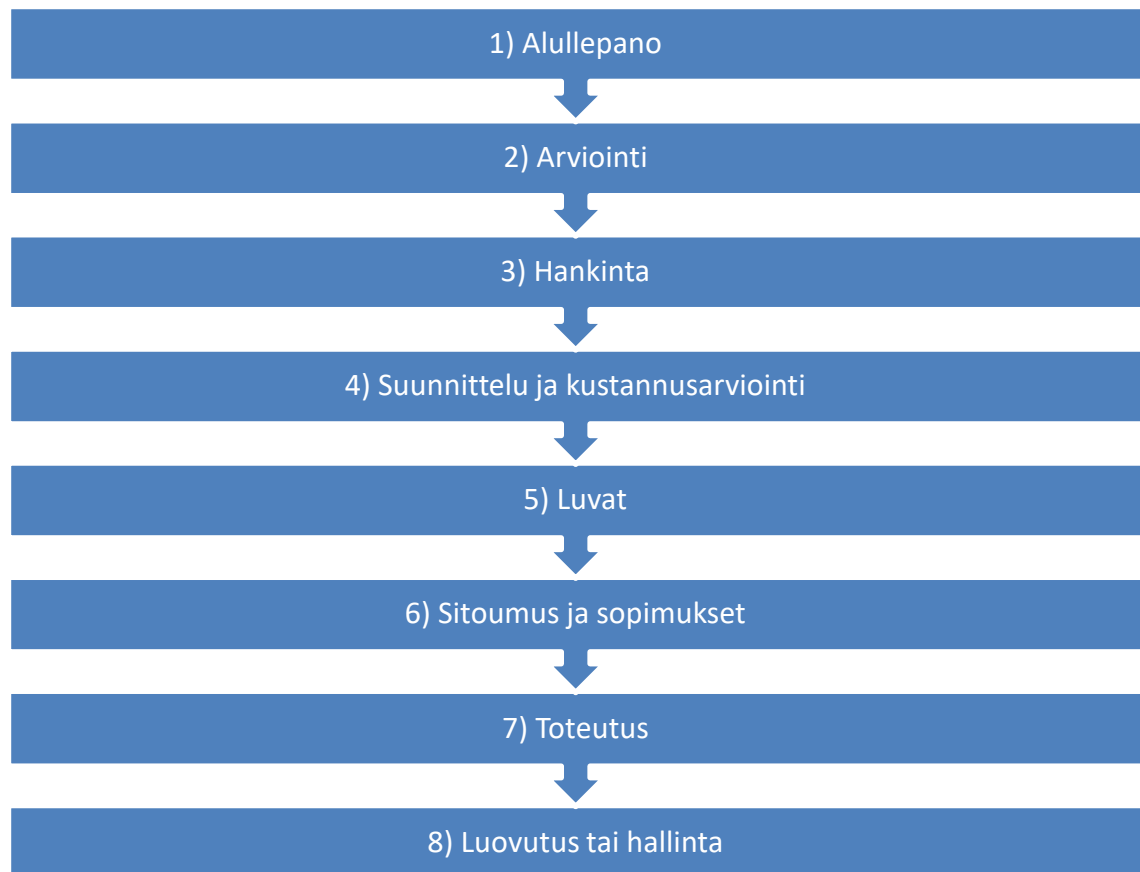 1) Alullepano
2) Arviointi
3) Hankinta
4) Suunnittelu ja kustannusarviointi
5) Luvat
6) Sitoumus ja sopimukset
7) Toteutus
8) Luovutus tai hallinta